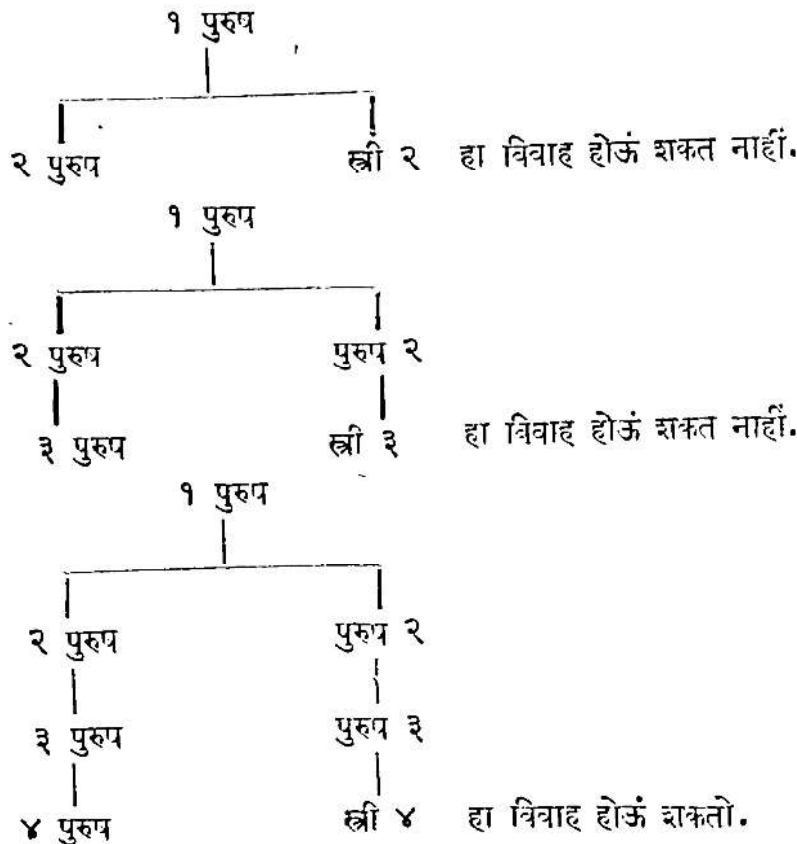 १ पुरुष
२ पुरुष स्त्री २ हा विवाह होऊं शकत नाहीं.
१ पुरुष
२ पुरुष पुरुष २
३ पुरुष स्त्री ३ हा विवाह होऊं शकत नाहीं.
१ पुरुष
२ पुरुष पुरुष २
३ पुरुष पुरुष ३
४ पुरुष स्त्री ४ हा विवाह होऊं शकतो.